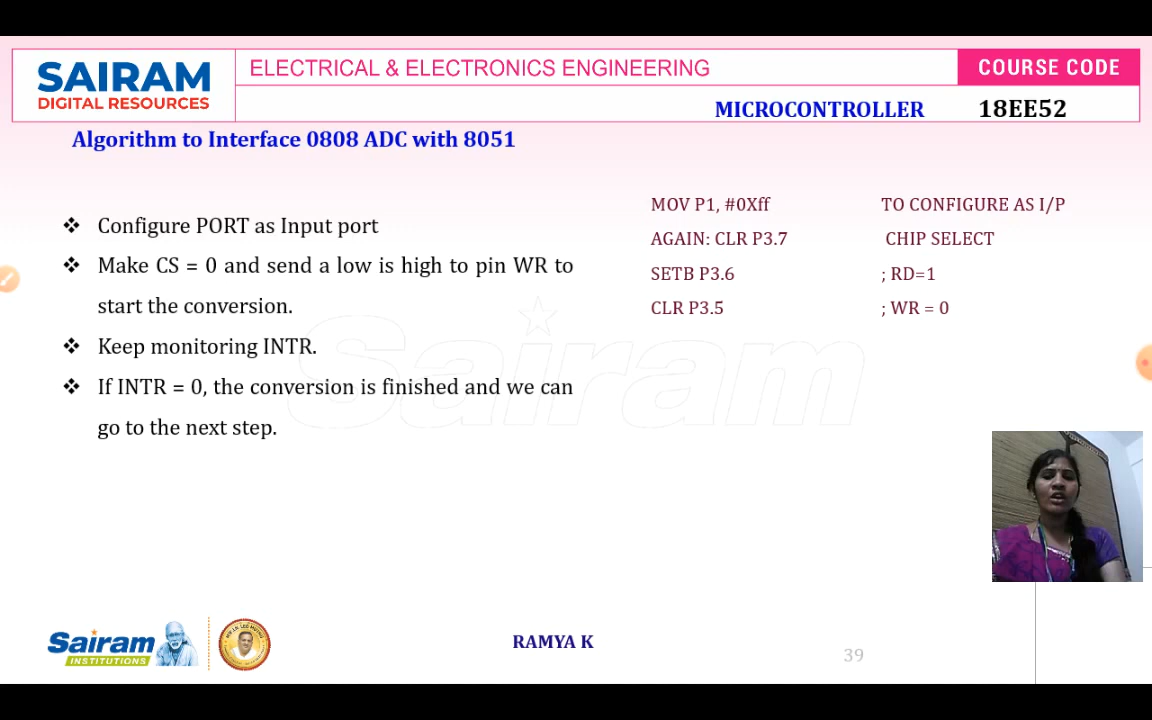 SAIRAM
DIGITAL RESOURCES
ELECTRICAL & ELECTRONICS ENGINEERING
COURSE CODE
MICROCONTROLLER 18EE52
Algorithm to Interface 0808 ADC with 8051
❖ Configure PORT as Input port
❖ Make CS = 0 and send a low is high to pin WR to
start the conversion.
❖ Keep monitoring INTR.
❖ If INTR = 0, the conversion is finished and we can
go to the next step.
MOV P1, #0Xff TO CONFIGURE AS I/P
AGAIN: CLR P3.7 CHIP SELECT
SETB P3.6 ; RD=1
CLR P3.5 ; WR = 0
Sairam
Sairam
INSTITUTIONS
RAMYA K
39